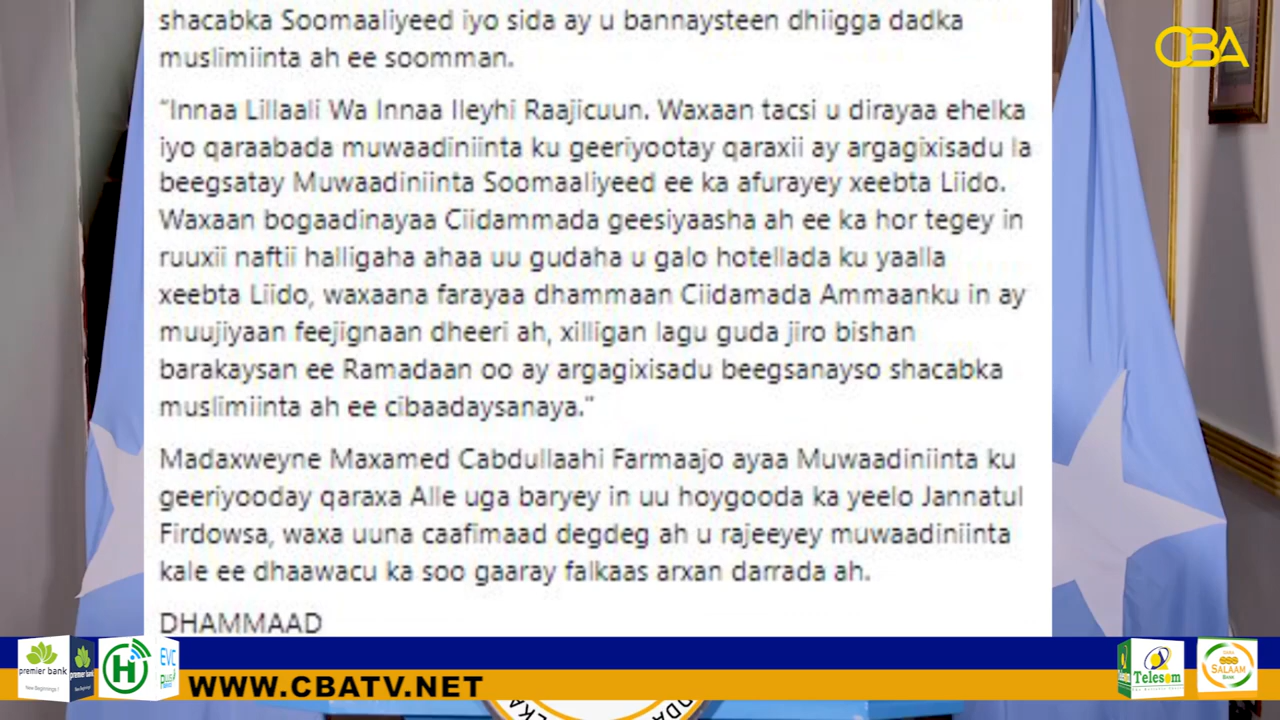 shacabka Soomaaliyeed iyo sida ay u bannaysteen dhiigga dadka
muslimiinta ah ee soomman.
“Innaa Lillaali Wa Innaa Ileyhi Raajicuun. Waxaan tacsi u dirayaa ehelka
iyo qaraabada muwaadiniinta ku geeriyootay qaraxii ay argagixisadu la
beegsatay Muwaadiniinta Soomaaliyeed ee ka afurayey xeebta Liido.
Waxaan bogaadinayaa Ciidammada geesiyaasha ah ee ka hor tegey in
ruuxii naftii halligaha ahaa uu gudaha u galo hotellada ku yaalla
xeebta Liido, waxaana farayaa dhammaan Ciidamada Ammaanku in ay
muujiyaan feejignaan dheeri ah, xilligan lagu guda jiro bishan
barakaysan ee Ramadaan oo ay argagixisadu beegsanayso shacabka
muslimiinta ah ee cibaadaysanaya.”
Madaxweyne Maxamed Cabdullaahi Farmaajo ayaa Muwaadiniinta ku
geeriyooday qaraxa Alle uga baryey in uu hoygooda ka yeelo Jannatul
Firdowsa, waxa uuna caafimaad degdeg ah u rajeeyey muwaadiniinta
kale ee dhaawacu ka soo gaaray falkaas arxan darrada ah.
DHAMMAAD
CBA
premier bank
New Beginnings!
premier bank
H
EVC
PLUS
WWW.CBATV.NET
Telesom
SALAAM
Bank